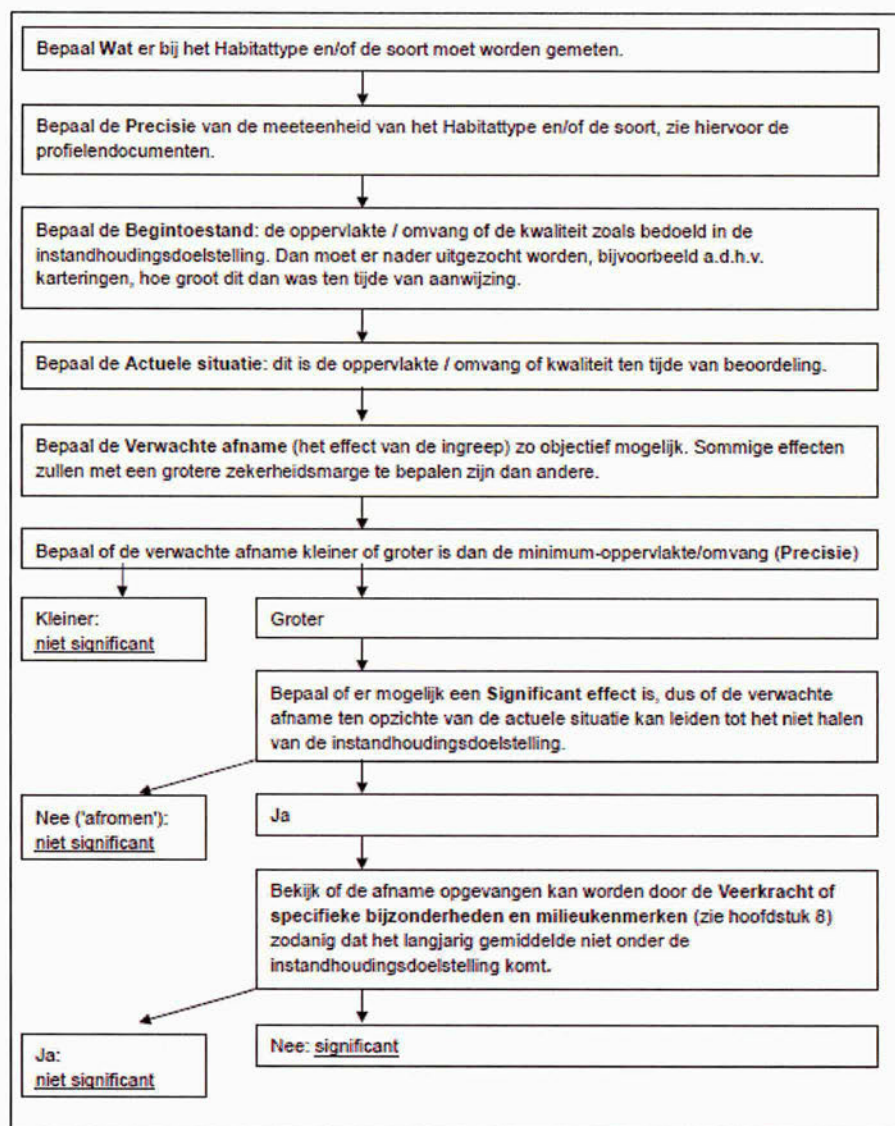 Bepaal Wat er bij het Habitattype en/of de soort moet worden gemeten.
Bepaal de Precisie van de meeteenheid van het Habitattype en/of de soort, zie hiervoor de
profielendocumenten.
Bepaal de Begintoestand: de oppervlakte / omvang of de kwaliteit zoals bedoeld in de
instandhoudingsdoelstelling. Dan moet er nader uitgezocht worden, bijvoorbeeld a.d.h.v.
karteringen, hoe groot dit dan was ten tijde van aanwijzing.
Bepaal de Actuele situatie: dit is de oppervlakte / omvang of kwaliteit ten tijde van beoordeling.
Bepaal de Verwachte afname (het effect van de ingreep) zo objectief mogelijk. Sommige effecten
zullen met een grotere zekerheidsmarge te bepalen zijn dan andere.
Bepaal of de verwachte afname kleiner of groter is dan de minimum-oppervlakte/omvang (Precisie)
Kleiner:
niet significant
Groter
Bepaal of er mogelijk een Significant effect is, dus of de verwachte
afname ten opzichte van de actuele situatie kan leiden tot het niet halen
van de instandhoudingsdoelstelling.
Nee ('afromen'):
niet significant
Ja
Bekijk of de afname opgevangen kan worden door de Veerkracht of
specifieke bijzonderheden en milieukenmerken (zie hoofdstuk 8)
zodanig dat het langjarig gemiddelde niet onder de
instandhoudingsdoelstelling komt.
Ja:
niet significant
Nee: significant